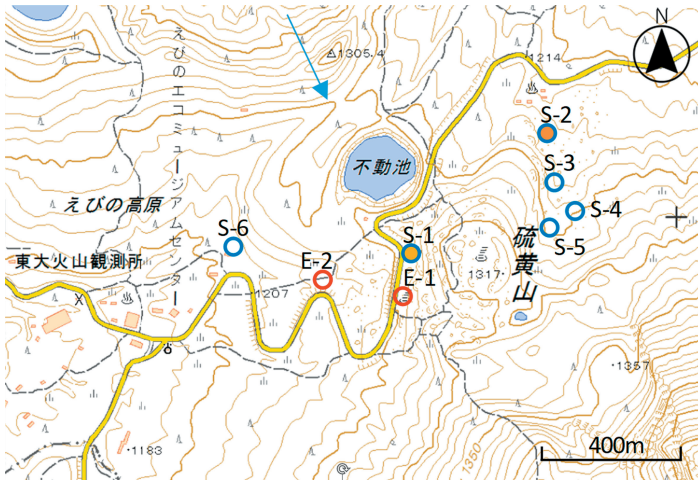 えびのエコミュージアムセンター
△1305.4
1214
N
S-2
不動池
S-3
えびの高原
S-4
S-6
S-5
S-1
東大火山観測所
硫黄山
E-2
1317
E-1
1207
・1357
400m
・1183
1350